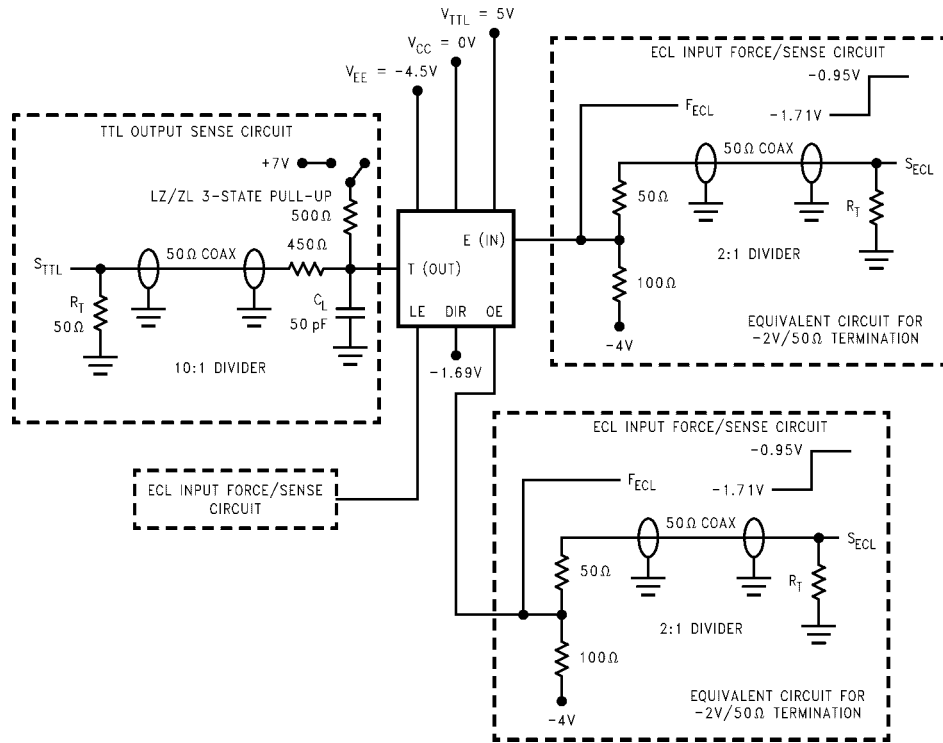 V_TTL = 5V
V_CC = 0V
V_EE = −4.5V
ECL INPUT FORCE/SENSE CIRCUIT
−0.95V
−1.71V
F_ECL
50Ω COAX
S_ECL
50Ω
R_T
2:1 DIVIDER
100Ω
−4V
EQUIVALENT CIRCUIT FOR
−2V/50Ω TERMINATION
TTL OUTPUT SENSE CIRCUIT
+7V
LZ/ZL 3-STATE PULL-UP
500Ω
450Ω
50Ω COAX
S_TTL
R_T
50Ω
C_L
50 pF
10:1 DIVIDER
E (IN)
T (OUT)
LE DIR OE
−1.69V
ECL INPUT FORCE/SENSE
CIRCUIT
ECL INPUT FORCE/SENSE CIRCUIT
−0.95V
−1.71V
F_ECL
50Ω COAX
S_ECL
50Ω
R_T
2:1 DIVIDER
100Ω
−4V
EQUIVALENT CIRCUIT FOR
−2V/50Ω TERMINATION